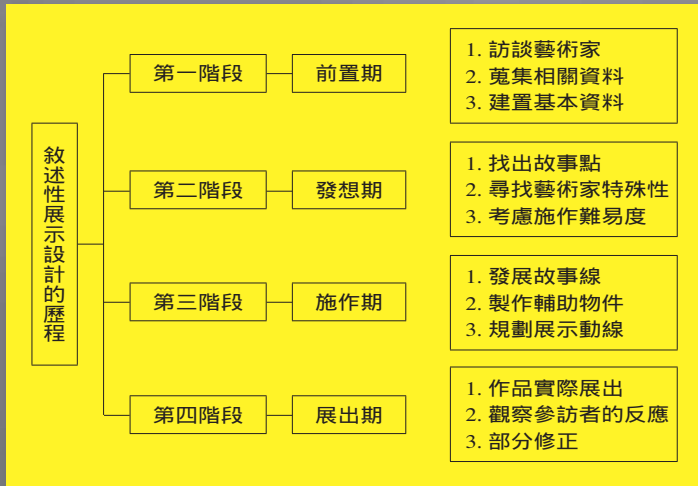 敘述性展示設計的歷程
第一階段
前置期
1. 訪談藝術家
2. 蒐集相關資料
3. 建置基本資料
第二階段
發想期
1. 找出故事點
2. 尋找藝術家特殊性
3. 考慮施作難易度
第三階段
施作期
1. 發展故事線
2. 製作輔助物件
3. 規劃展示動線
第四階段
展出期
1. 作品實際展出
2. 觀察參訪者的反應
3. 部分修正